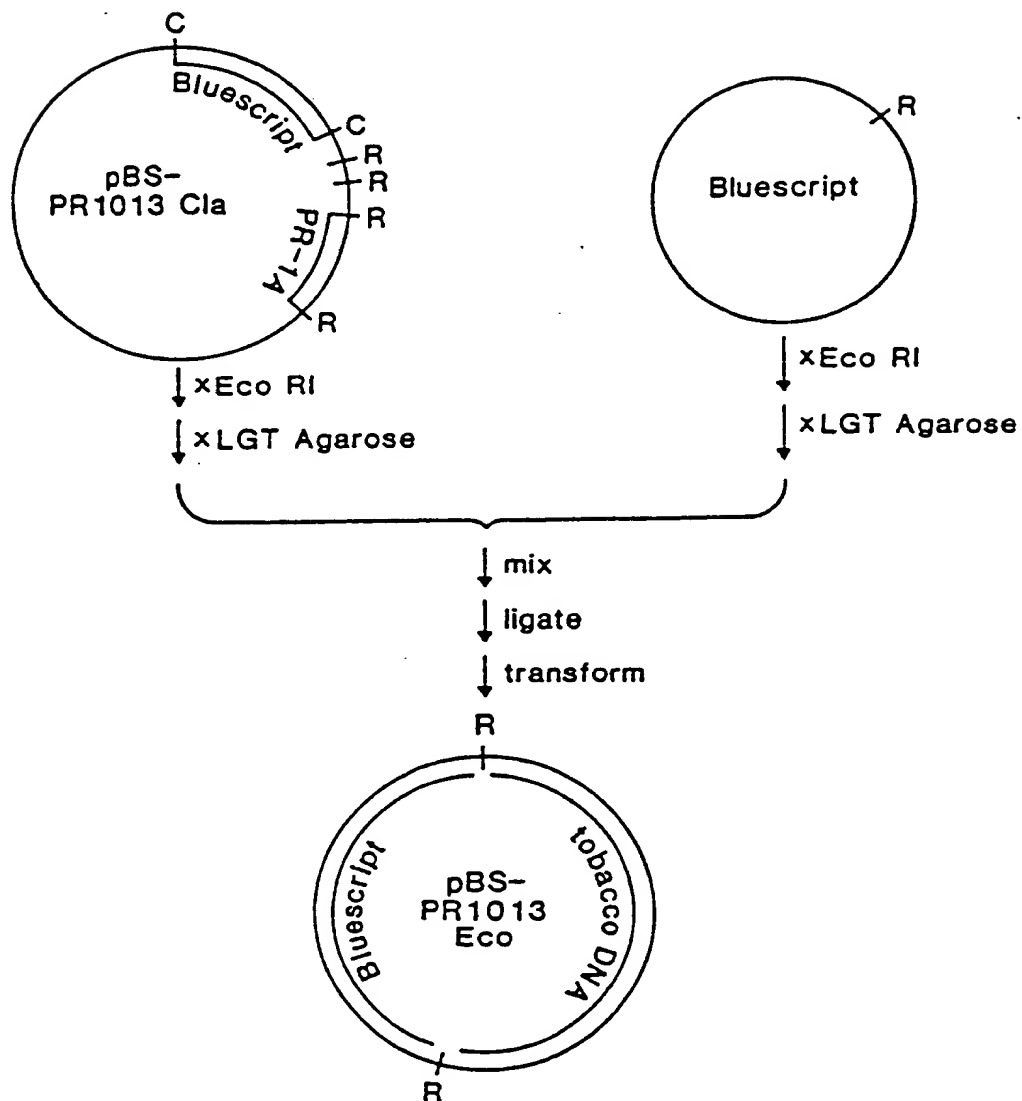 C
Bluescript
C
R
R
R
pBS-
PR1013 Cla
PR-1A
R
R
Bluescript
xEco RI
xLGT Agarose
xEco RI
xLGT Agarose
mix
ligate
transform
R
Bluescript
pBS-
PR1013
Eco
tobacco DNA
R